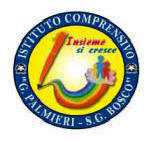 ISTITUTO COMPRENSIVO
Insieme
si cresce
"G. PALMIERI - S.G. BOSCO"